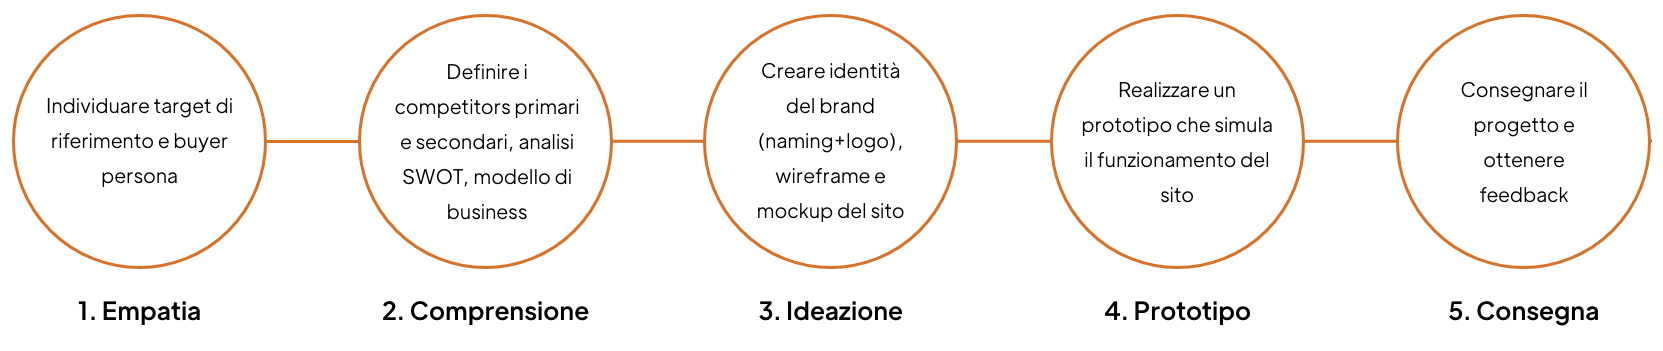 Individuare target di
riferimento e buyer
persona
1. Empatia
Definire i
competitors primari
e secondari, analisi
SWOT, modello di
business
2. Comprensione
Creare identità
del brand
(naming+logo),
wireframe e
mockup del sito
3. Ideazione
Realizzare un
prototipo che simula
il funzionamento del
sito
4. Prototipo
Consegnare il
progetto e
ottenere
feedback
5. Consegna